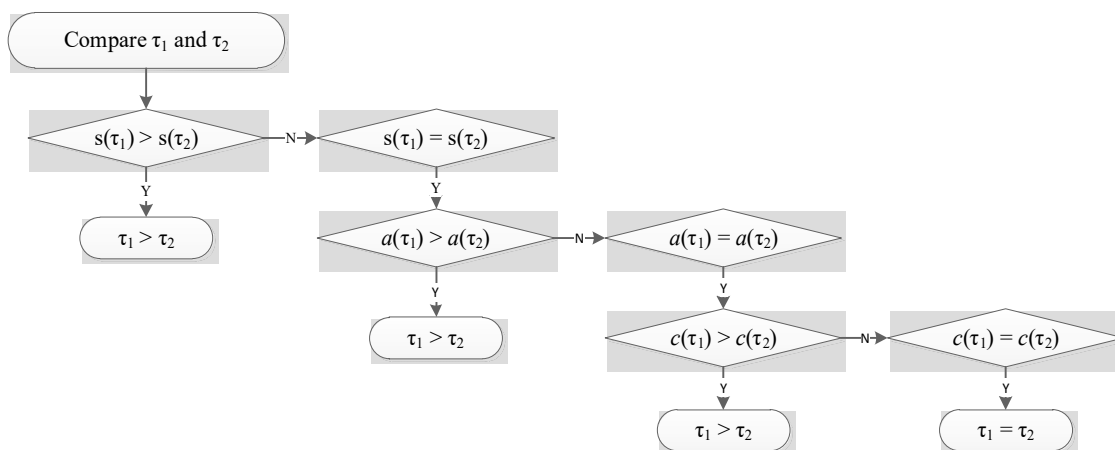 Compare τ₁ and τ₂
s(τ₁) > s(τ₂)
N
s(τ₁) = s(τ₂)
Y
Y
τ₁ > τ₂
a(τ₁) > a(τ₂)
N
a(τ₁) = a(τ₂)
Y
Y
τ₁ > τ₂
c(τ₁) > c(τ₂)
N
c(τ₁) = c(τ₂)
Y
Y
τ₁ > τ₂
τ₁ = τ₂